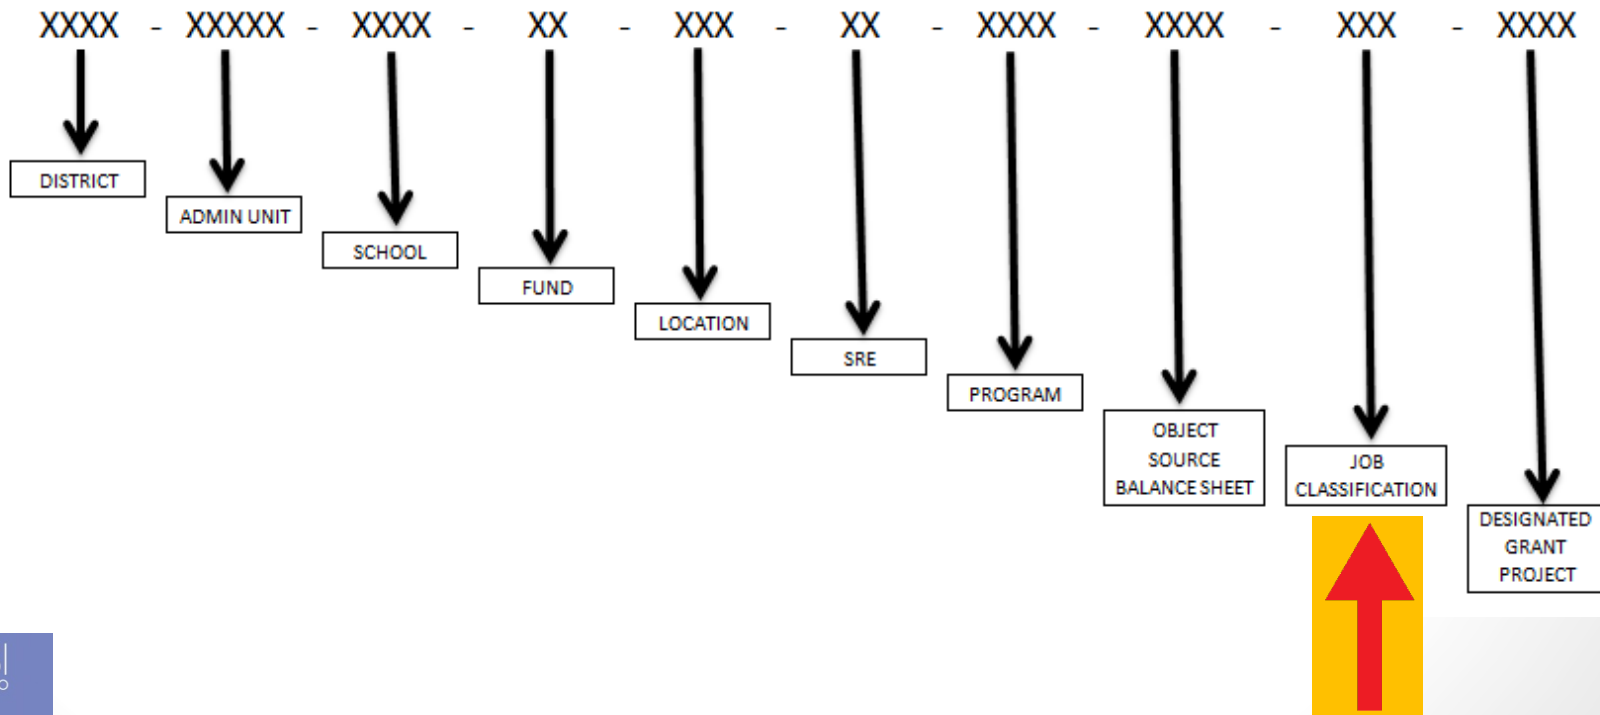 XXXX - XXXXX - XXXX - XX - XXX - XX - XXXX - XXXX - XXX - XXXX
DISTRICT
ADMIN UNIT
SCHOOL
FUND
LOCATION
SRE
PROGRAM
OBJECT
SOURCE
BALANCE SHEET
JOB
CLASSIFICATION
DESIGNATED
GRANT
PROJECT